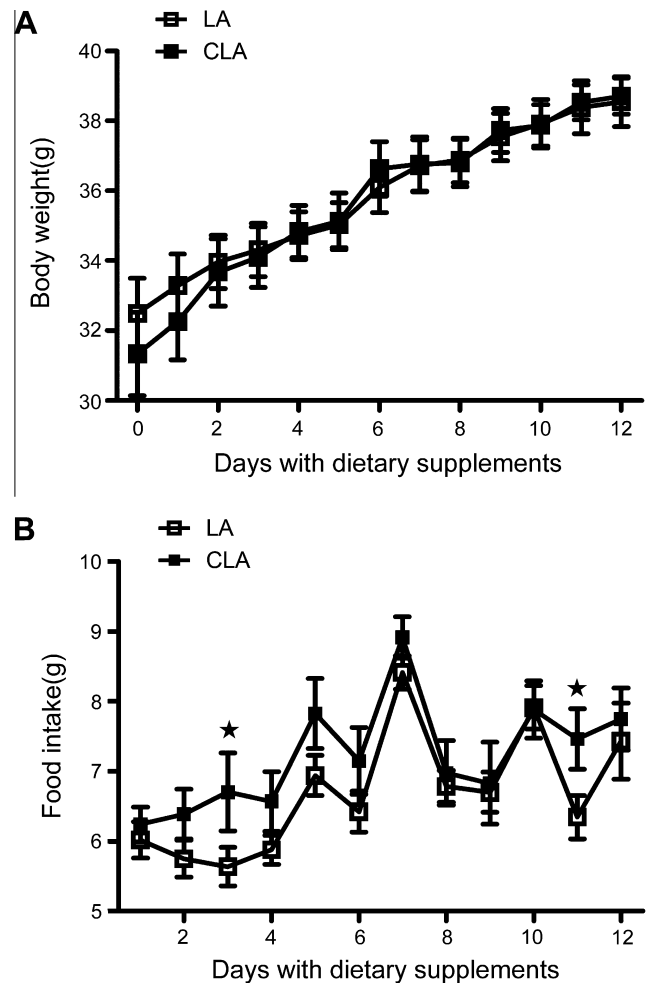 A
LA
CLA
40
38
36
34
32
30
Body weight(g)
0 2 4 6 8 10 12
Days with dietary supplements
B
LA
CLA
10
9
8
7
6
5
Food intake(g)
2 4 6 8 10 12
Days with dietary supplements